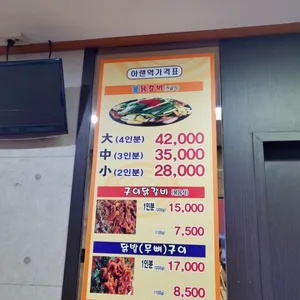 아랜역가격표
大 (4인분) 42,000
中 (3인분) 35,000
小 (2인분) 28,000
구이닭갈비
1인분 15,000
7,500
닭발(무뼈)구이
1인분 17,000
8,500